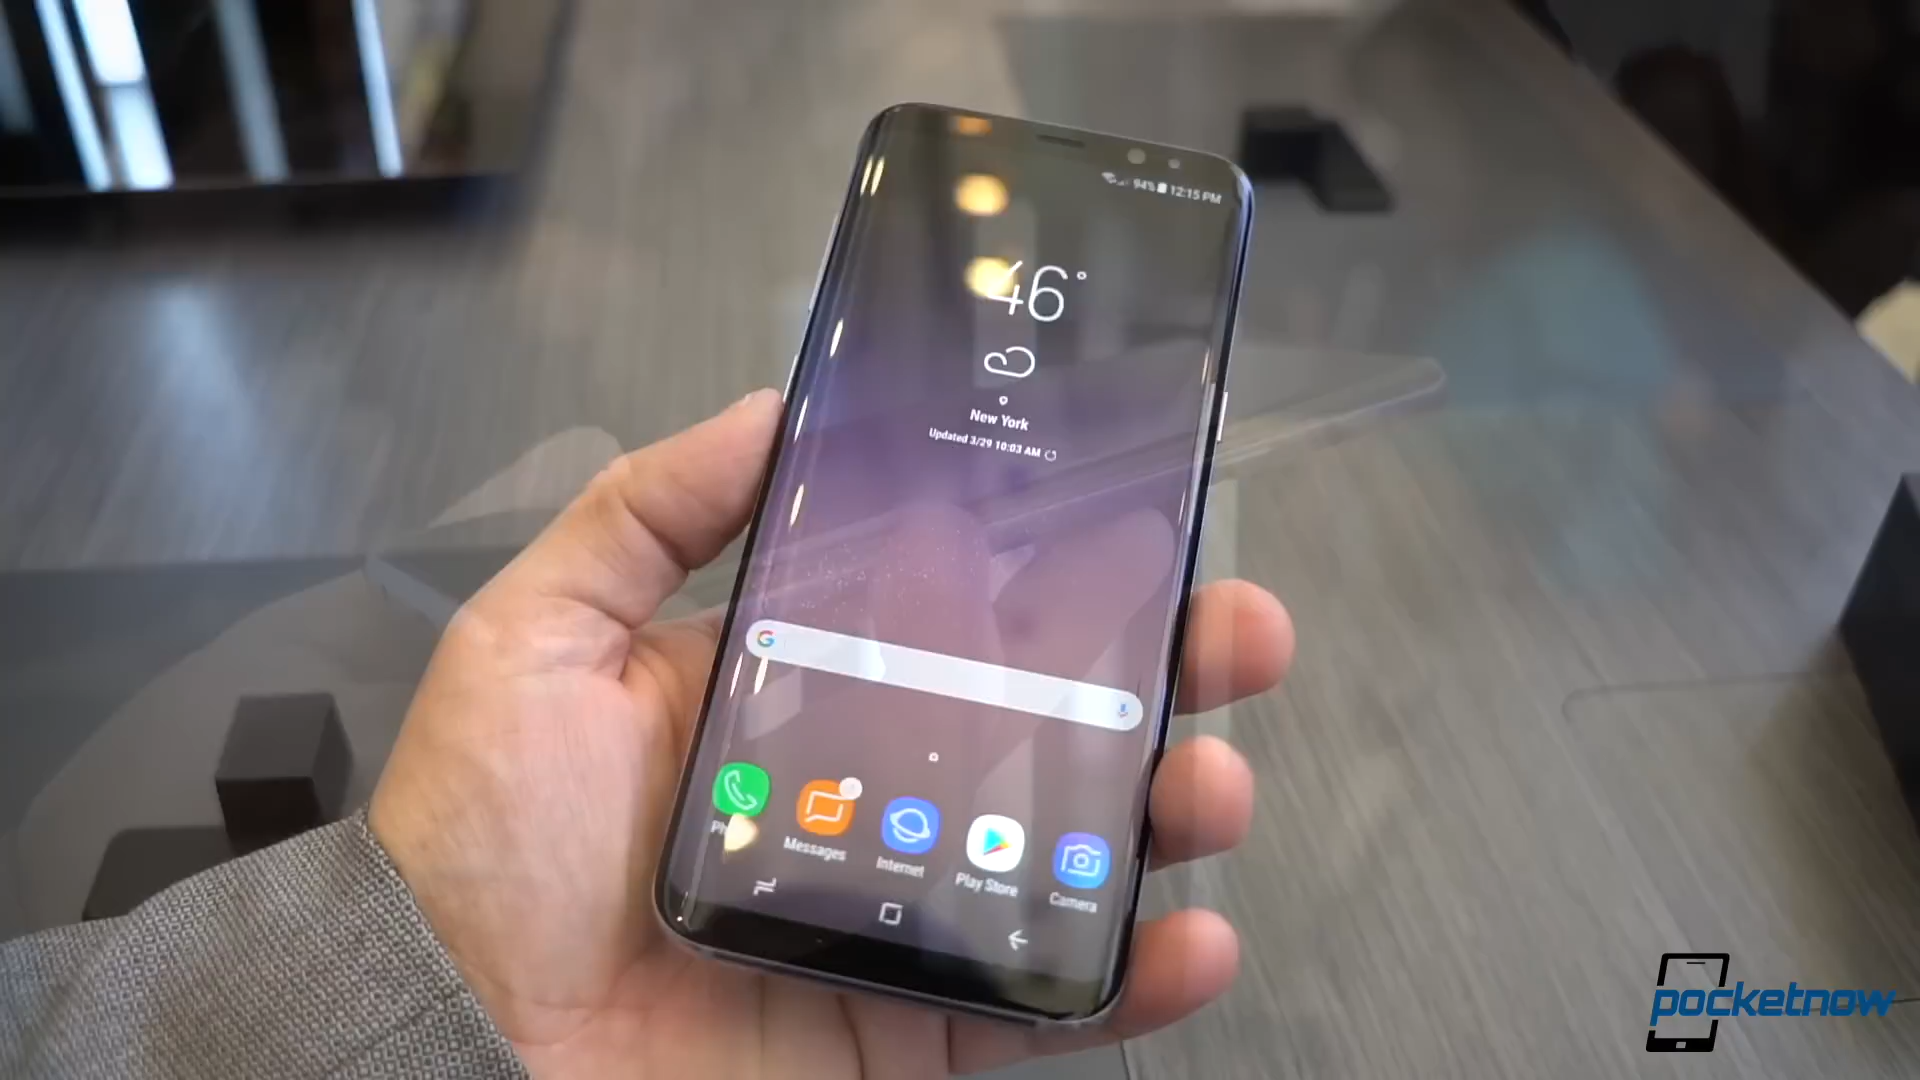 94% 12:15 PM
46°
New York
Updated 3/29 10:03 AM
G
Messages
Internet
Play Store
Camera
pocketnow